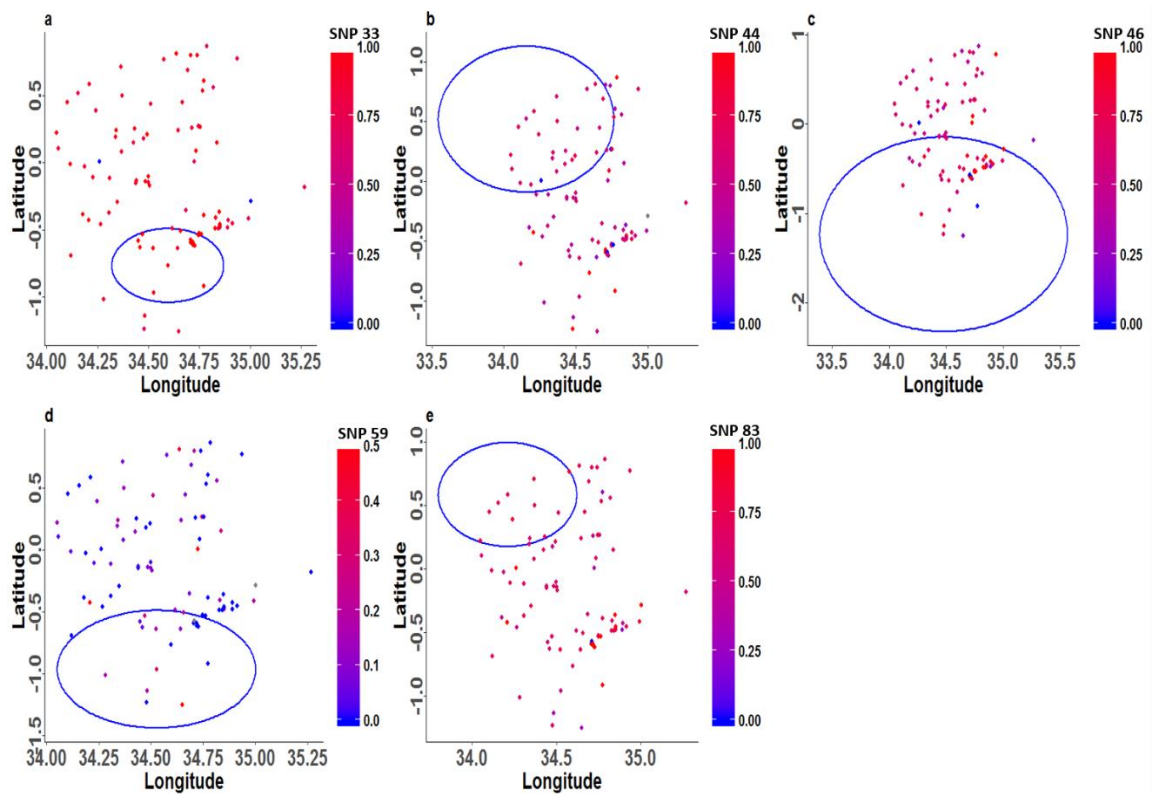 a
SNP 33
1.00
0.75
0.50
0.25
0.00
0.5
0.0
-0.5
-1.0
Latitude
34.00 34.25 34.50 34.75 35.00 35.25
Longitude
b
SNP 44
1.00
0.75
0.50
0.25
0.00
1.0
0.5
0.0
-0.5
-1.0
Latitude
33.5 34.0 34.5 35.0
Longitude
c
SNP 46
1.00
0.75
0.50
0.25
0.00
1
0
-1
-2
Latitude
33.5 34.0 34.5 35.0 35.5
Longitude
d
SNP 59
0.5
0.4
0.3
0.2
0.1
0.0
0.5
0.0
-0.5
-1.0
-1.5
Latitude
34.00 34.25 34.50 34.75 35.00 35.25
Longitude
e
SNP 83
1.00
0.75
0.50
0.25
0.00
1.0
0.5
0.0
-0.5
-1.0
Latitude
34.0 34.5 35.0
Longitude